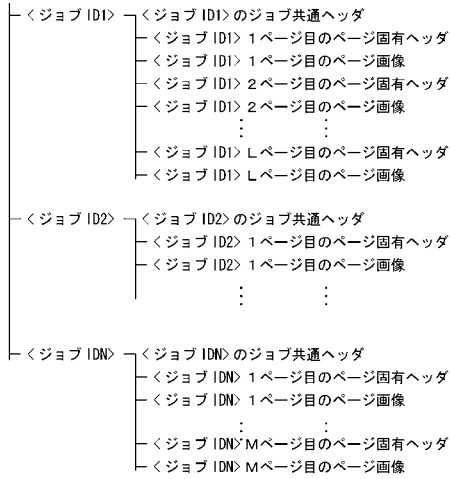 <ジョブID1> <ジョブID1>のジョブ共通ヘッダ
<ジョブID1>1ページ目のページ固有ヘッダ
<ジョブID1>1ページ目のページ画像
<ジョブID1>2ページ目のページ固有ヘッダ
<ジョブID1>2ページ目のページ画像
: :
<ジョブID1>Lページ目のページ固有ヘッダ
<ジョブID1>Lページ目のページ画像
<ジョブID2> <ジョブID2>のジョブ共通ヘッダ
<ジョブID2>1ページ目のページ固有ヘッダ
<ジョブID2>1ページ目のページ画像
: :
<ジョブIDN> <ジョブIDN>のジョブ共通ヘッダ
<ジョブIDN>1ページ目のページ固有ヘッダ
<ジョブIDN>1ページ目のページ画像
: :
<ジョブIDN>Mページ目のページ固有ヘッダ
<ジョブIDN>Mページ目のページ画像